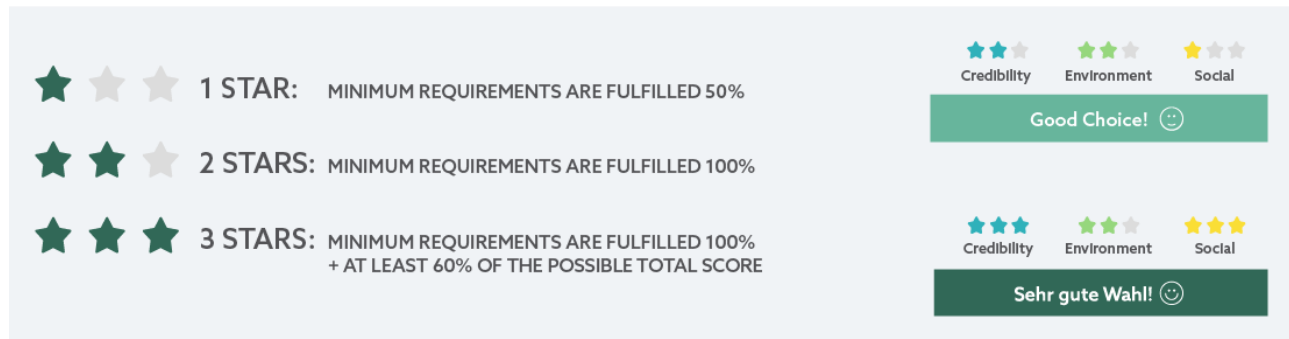 1 STAR: MINIMUM REQUIREMENTS ARE FULFILLED 50%
2 STARS: MINIMUM REQUIREMENTS ARE FULFILLED 100%
3 STARS: MINIMUM REQUIREMENTS ARE FULFILLED 100%
+ AT LEAST 60% OF THE POSSIBLE TOTAL SCORE
Credibility Environment Social
Good Choice!
Credibility Environment Social
Sehr gute Wahl!